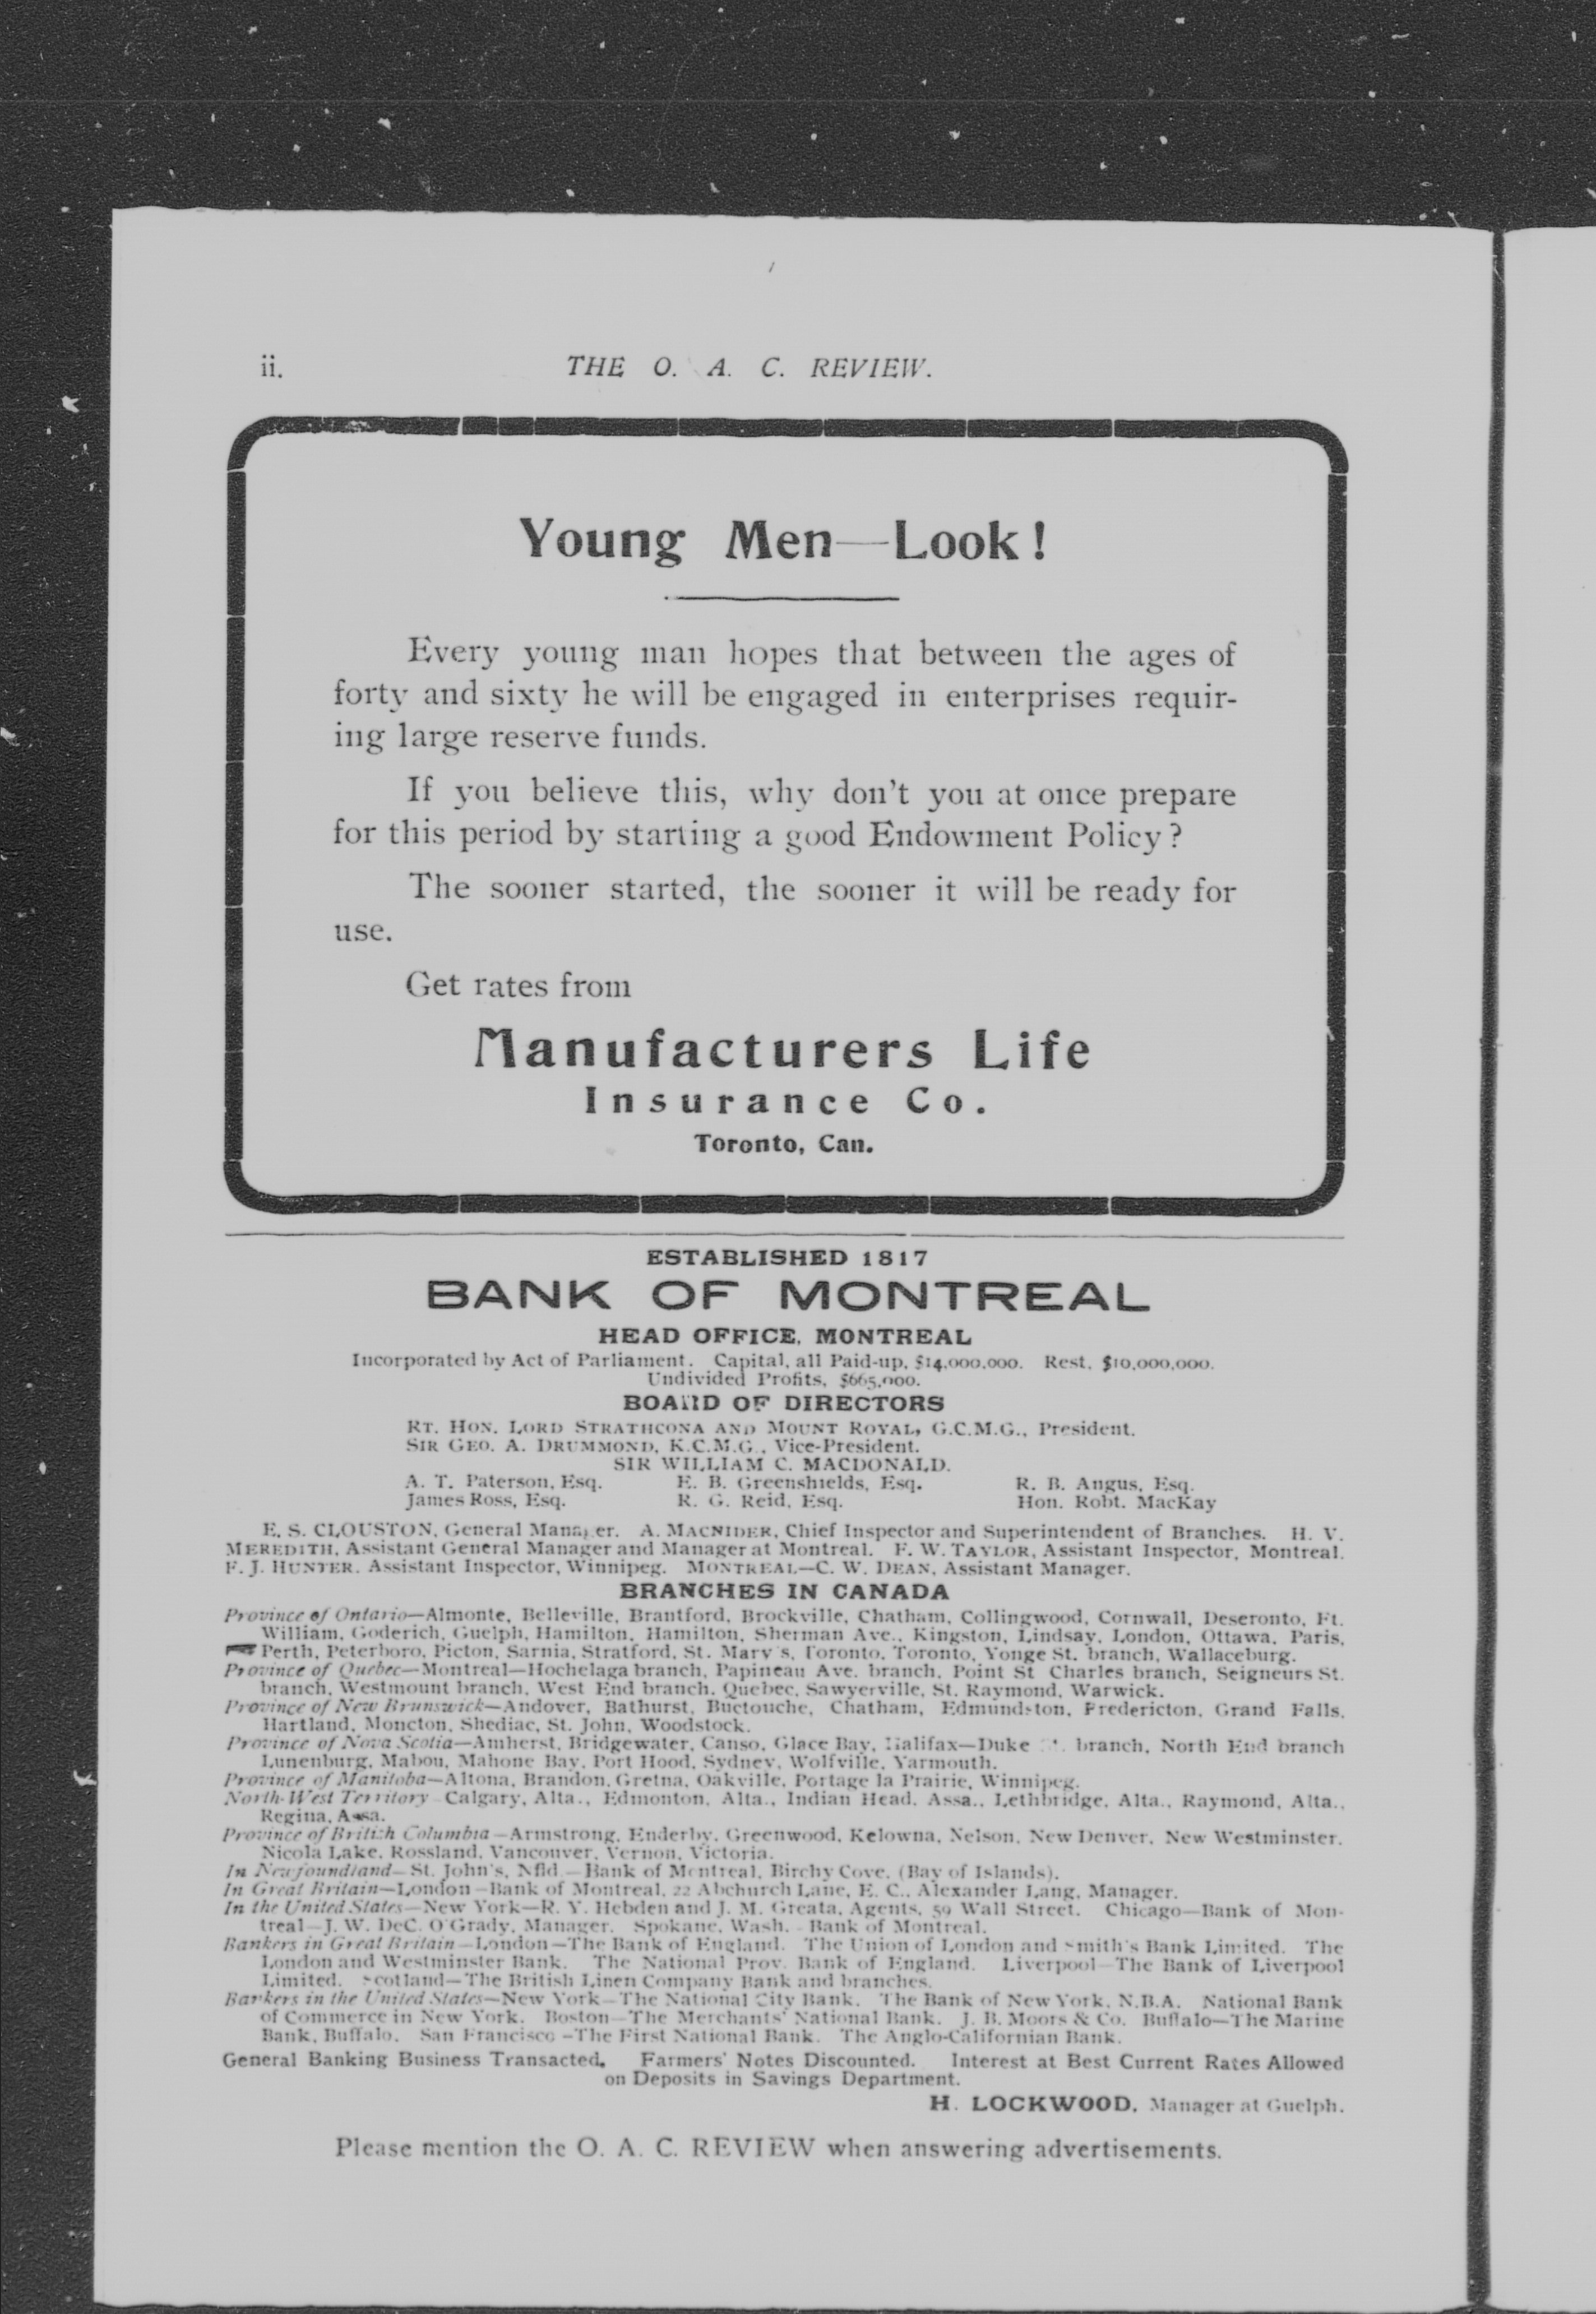 ii.
THE O. A. C. REVIEW.
Young Men—Look!
Every young man hopes that between the ages of
forty and sixty he will be engaged in enterprises requir-
ing large reserve funds.
If you believe this, why don't you at once prepare
for this period by starting a good Endowment Policy?
The sooner started, the sooner it will be ready for
use.
Get rates from
Manufacturers Life
Insurance Co.
Toronto, Can.
ESTABLISHED 1817
BANK OF MONTREAL
HEAD OFFICE, MONTREAL
Incorporated by Act of Parliament. Capital, all Paid-up, $14,000,000. Rest, $10,000,000.
Undivided Profits, $665,000.
BOARD OF DIRECTORS
RT. HON. LORD STRATHCONA AND MOUNT ROYAL, G.C.M.G., President.
SIR GEO. A. DRUMMOND, K.C.M.G., Vice-President.
SIR WILLIAM C. MACDONALD.
A. T. Paterson, Esq. E. B. Greenshields, Esq. R. B. Angus, Esq.
James Ross, Esq. R. G. Reid, Esq. Hon. Robt. MacKay
E. S. CLOUSTON, General Manager. A. MACNIDER, Chief Inspector and Superintendent of Branches. H. V.
MEREDITH, Assistant General Manager and Manager at Montreal. F. W. TAYLOR, Assistant Inspector, Montreal.
F. J. HUNTER, Assistant Inspector, Winnipeg. MONTREAL—C. W. DEAN, Assistant Manager.
BRANCHES IN CANADA
Province of Ontario—Almonte, Belleville, Brantford, Brockville, Chatham, Collingwood, Cornwall, Deseronto, Ft.
William, Goderich, Guelph, Hamilton, Hamilton, Sherman Ave., Kingston, Lindsay, London, Ottawa, Paris,
Perth, Peterboro, Picton, Sarnia, Stratford, St. Mary's, Toronto, Toronto, Yonge St. branch, Wallaceburg.
Province of Quebec—Montreal—Hochelaga branch, Papineau Ave. branch, Point St Charles branch, Seigneurs St.
branch, Westmount branch, West End branch, Quebec, Sawyerville, St. Raymond, Warwick.
Province of New Brunswick—Andover, Bathurst, Buctouche, Chatham, Edmundston, Fredericton, Grand Falls,
Hartland, Moncton, Shediac, St. John, Woodstock.
Province of Nova Scotia—Amherst, Bridgewater, Canso, Glace Bay, Halifax—Duke branch, North End branch
Lunenburg, Mabou, Mahone Bay, Port Hood, Sydney, Wolfville, Yarmouth.
Province of Manitoba—Altona, Brandon, Gretna, Oakville, Portage la Prairie, Winnipeg.
North-West Territory—Calgary, Alta., Edmonton, Alta., Indian Head, Assa., Lethbridge, Alta., Raymond, Alta.,
Regina, Assa.
Province of British Columbia—Armstrong, Enderby, Greenwood, Kelowna, Nelson, New Denver, New Westminster,
Nicola Lake, Rossland, Vancouver, Vernon, Victoria.
In Newfoundland—St. John's, Nfld.—Bank of Montreal, Birchy Cove, (Bay of Islands).
In Great Britain—London—Bank of Montreal, 22 Abchurch Lane, E. C., Alexander Lang, Manager.
In the United States—New York—R. Y. Hebden and J. M. Greata, Agents, 59 Wall Street. Chicago—Bank of Mon-
treal—J. W. DeC. O'Grady, Manager. Spokane, Wash.—Bank of Montreal.
Bankers in Great Britain—London—The Bank of England. The Union of London and Smith's Bank Limited. The
London and Westminster Bank. The National Prov. Bank of England. Liverpool—The Bank of Liverpool
Limited. Scotland—The British Linen Company Bank and branches.
Bankers in the United States—New York—The National City Bank. The Bank of New York, N.B.A. National Bank
of Commerce in New York. Boston—The Merchants' National Bank. J. B. Moors & Co. Buffalo—The Marine
Bank, Buffalo. San Francisco—The First National Bank. The Anglo-Californian Bank.
General Banking Business Transacted. Farmers' Notes Discounted. Interest at Best Current Rates Allowed
on Deposits in Savings Department.
H. LOCKWOOD, Manager at Guelph.
Please mention the O. A. C. REVIEW when answering advertisements.